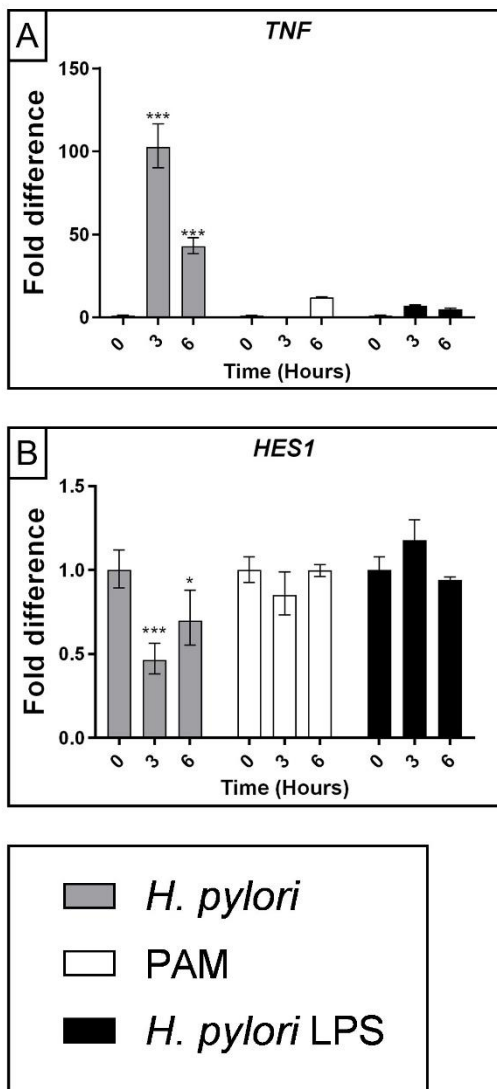 A
TNF
Fold difference
150
100
50
0
***
***
0 3 6 0 3 6 0 3 6
Time (Hours)
B
HES1
Fold difference
1.5
1.0
0.5
0.0
***
*
0 3 6 0 3 6 0 3 6
Time (Hours)
H. pylori
PAM
H. pylori LPS